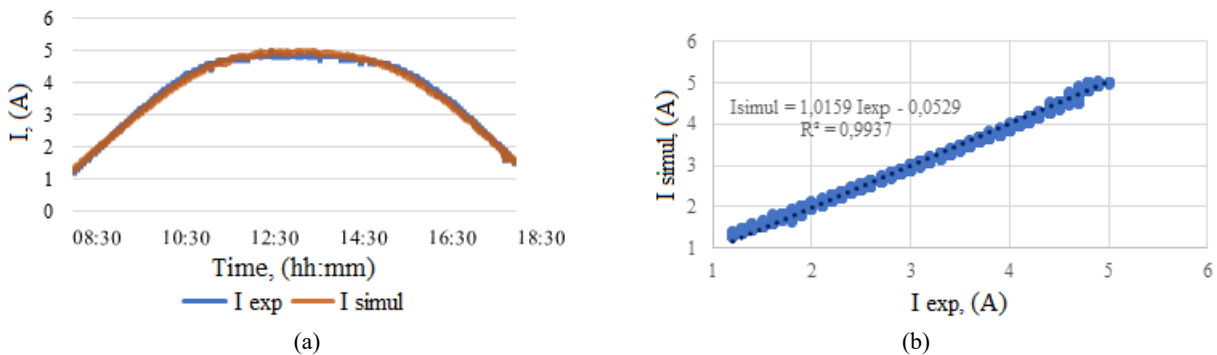 6
5
4
3
2
1
0
I, (A)
08:30 10:30 12:30 14:30 16:30 18:30
Time, (hh:mm)
I exp I simul
(a)
6
5
4
3
2
1
I simul, (A)
Isimul = 1,0159 Iexp - 0,0529
R² = 0,9937
1 2 3 4 5 6
I exp, (A)
(b)